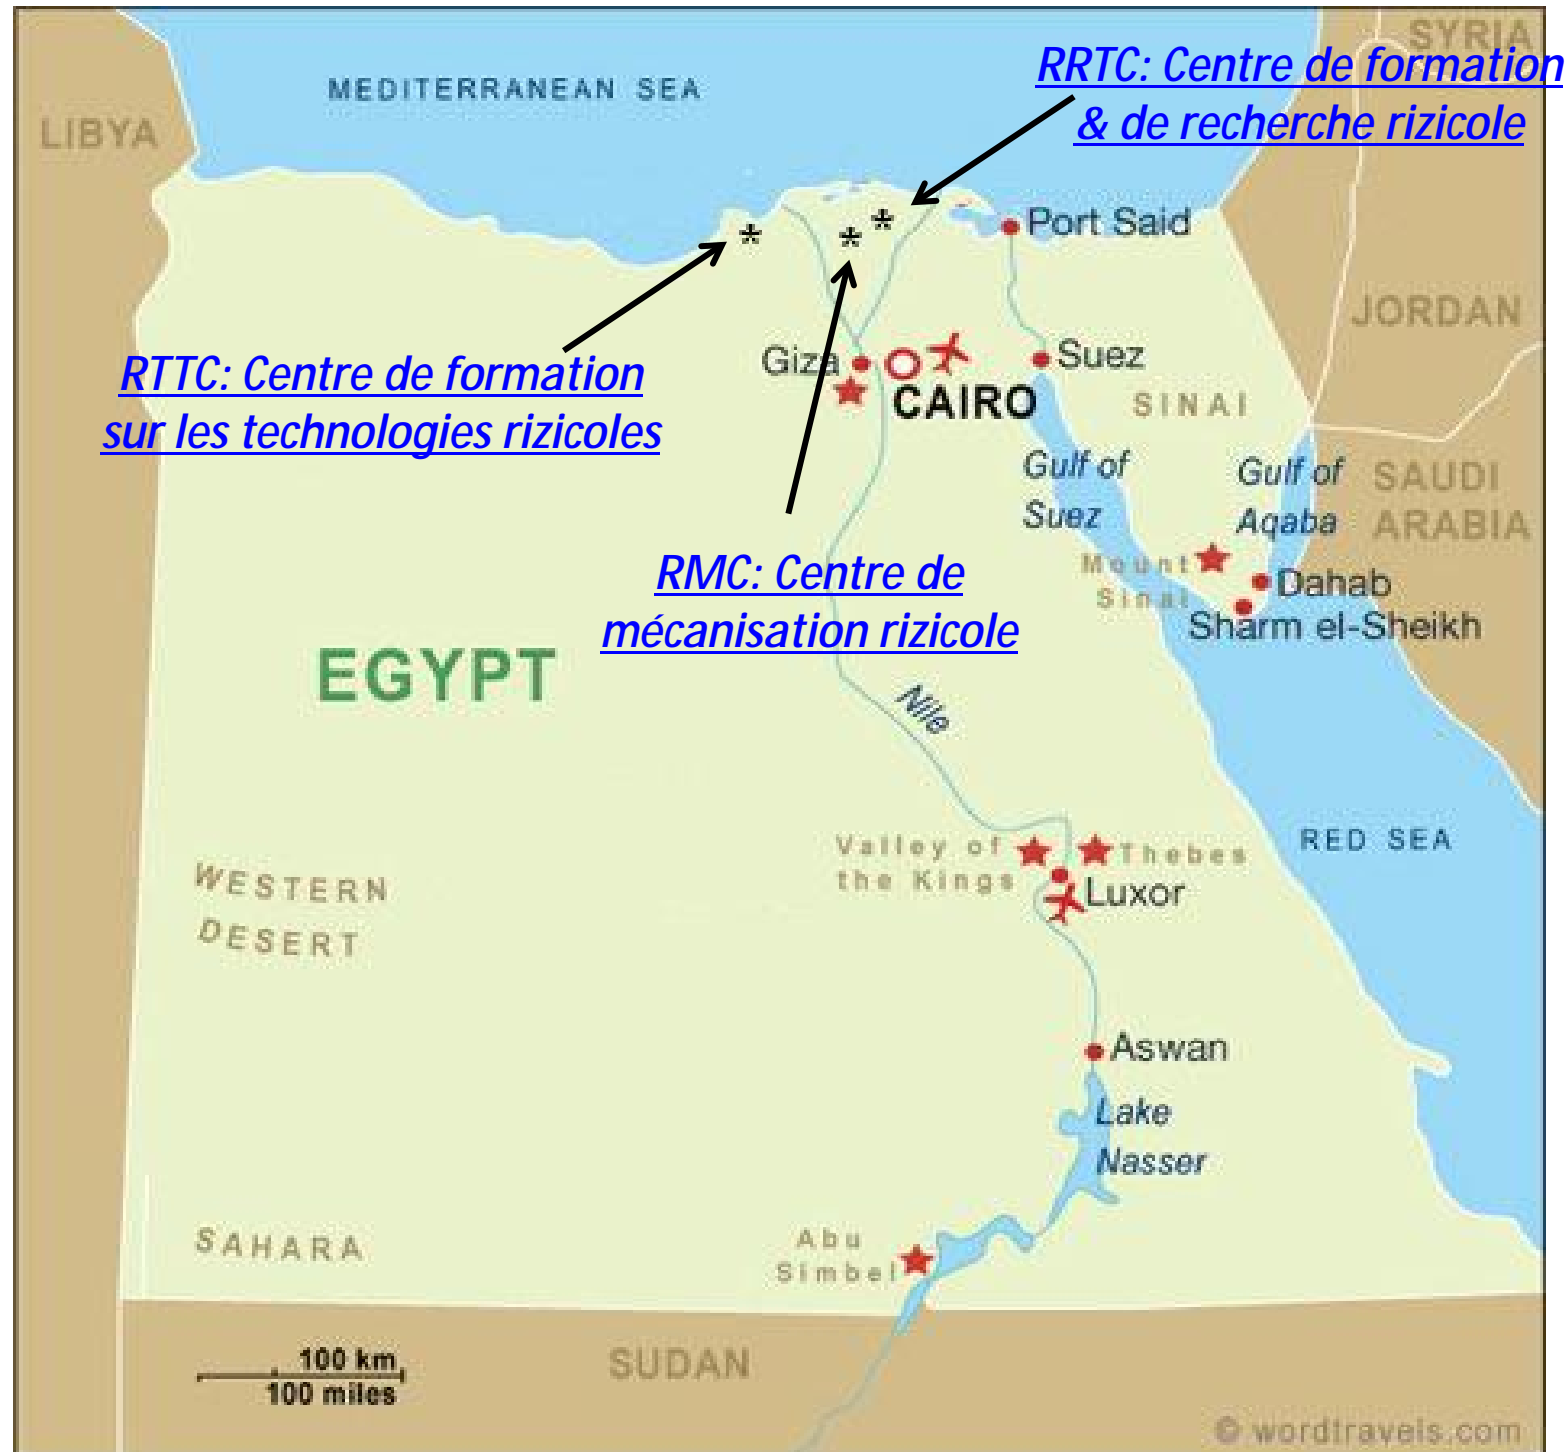 SYRIA
RRTC: Centre de formation
& de recherche rizicole
MEDITERRANEAN SEA
LIBYA
*
*
*
Port Said
JORDAN
RTTC: Centre de formation
sur les technologies rizicoles
Giza
CAIRO
Suez
SINAI
Gulf of
Suez
Gulf of
Aqaba
SAUDI
ARABIA
RMC: Centre de
mécanisation rizicole
Mount
Sinai
Dahab
Sharm el-Sheikh
EGYPT
Nile
RED SEA
Valley of
the Kings
Thebes
Luxor
WESTERN
DESERT
Aswan
Lake
Nasser
SAHARA
Abu
Simbel
100 km
100 miles
SUDAN
© wordtravels.com